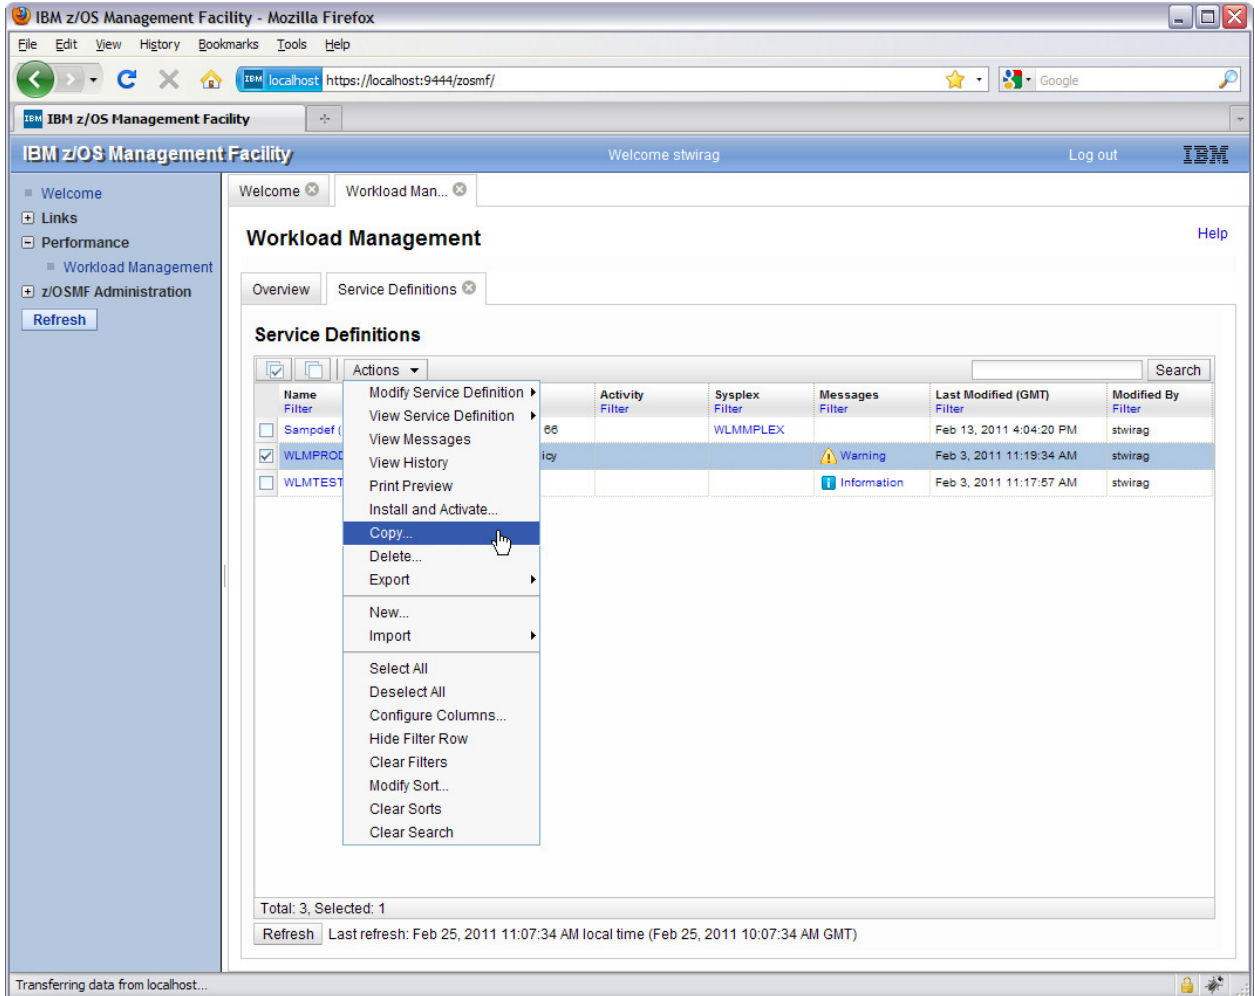 IBM z/OS Management Facility - Mozilla Firefox
File Edit View History Bookmarks Tools Help
IBM localhost https://localhost:9444/zosmf/ Google
IBM IBM z/OS Management Facility
IBM z/OS Management Facility Welcome stwirag Log out IBM
Welcome
Links
Performance
Workload Management
z/OSMF Administration
Refresh
Welcome Workload Man...
Workload Management Help
Overview Service Definitions
Service Definitions
Actions Search
Name Activity Sysplex Messages Last Modified (GMT) Modified By
Filter Filter Filter Filter Filter Filter
Sampdef ( 66 WLMMPLEX Feb 13, 2011 4:04:20 PM stwirag
WLMPROD icy Warning Feb 3, 2011 11:19:34 AM stwirag
WLMTEST Information Feb 3, 2011 11:17:57 AM stwirag
Modify Service Definition
View Service Definition
View Messages
View History
Print Preview
Install and Activate...
Copy...
Delete...
Export
New...
Import
Select All
Deselect All
Configure Columns...
Hide Filter Row
Clear Filters
Modify Sort...
Clear Sorts
Clear Search
Total: 3, Selected: 1
Refresh Last refresh: Feb 25, 2011 11:07:34 AM local time (Feb 25, 2011 10:07:34 AM GMT)
Transferring data from localhost...